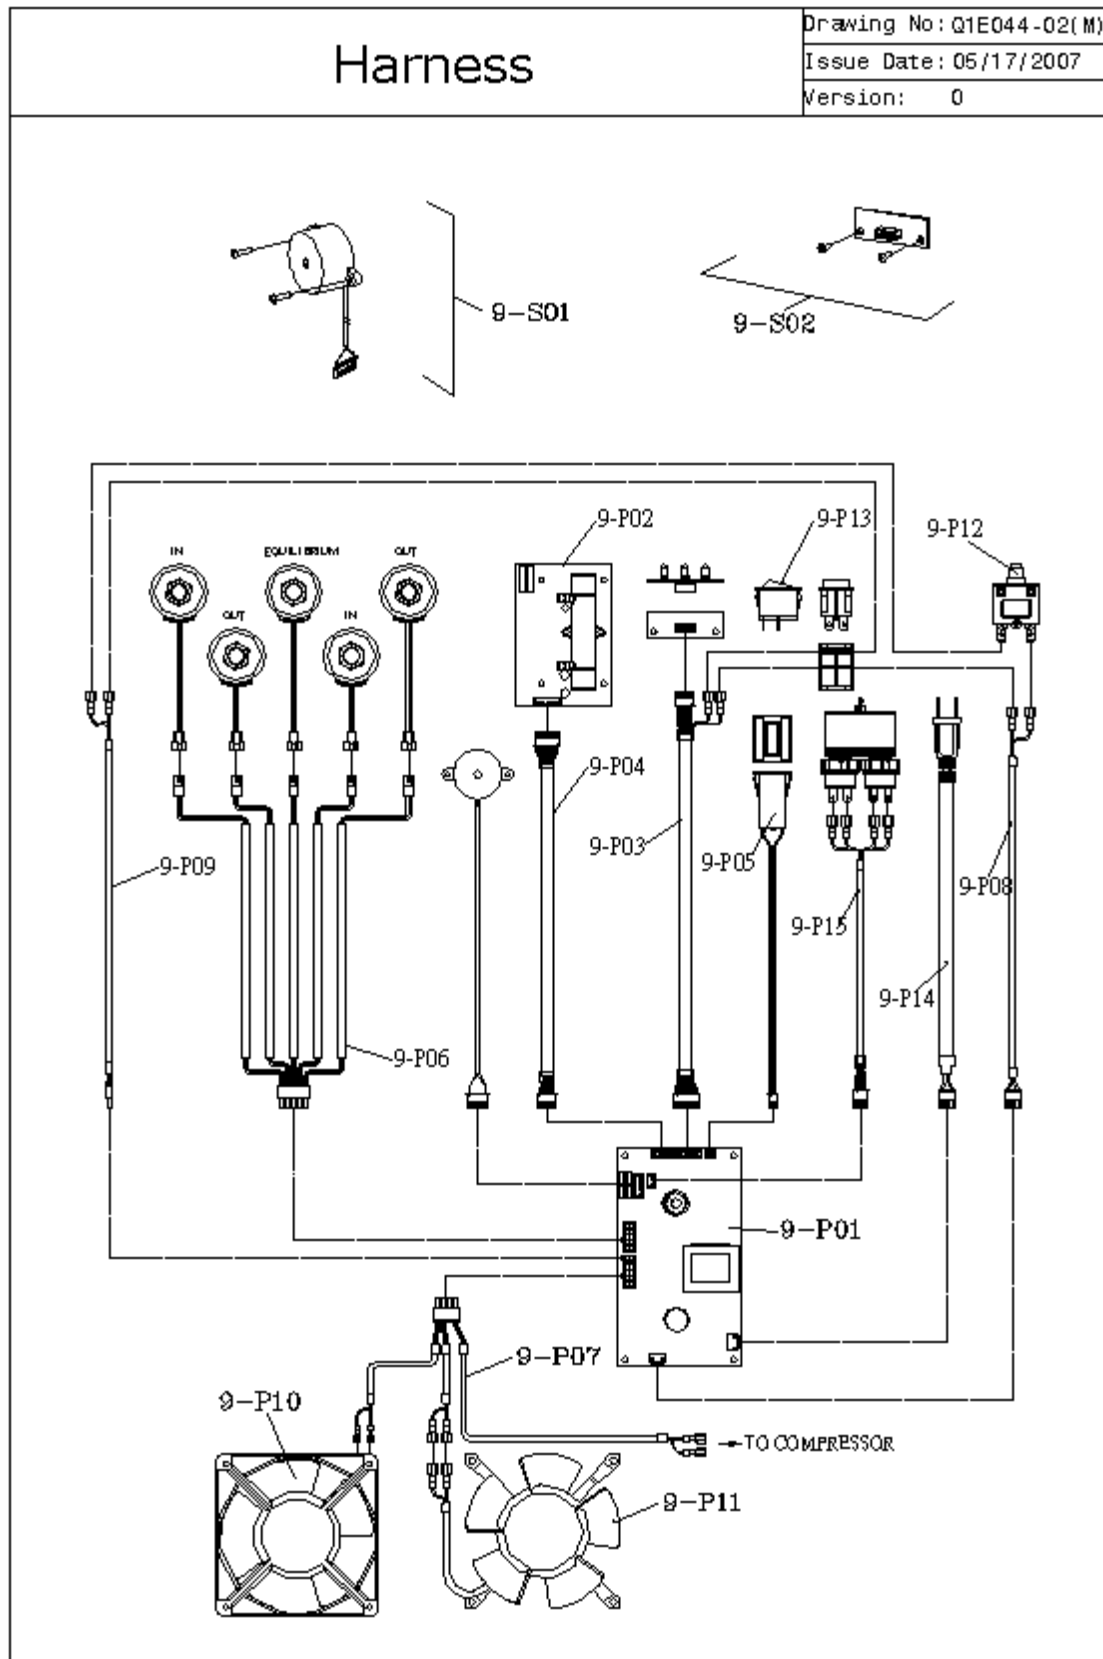 Harness
Drawing No: Q1E044-02(M)
Issue Date: 05/17/2007
Version: 0
9-S01
9-S02
9-P02
9-P13
9-P12
IN
EQUILIBRIUM
OUT
OUT
IN
9-P04
9-P03
9-P05
9-P09
9-P08
9-P15
9-P14
9-P06
9-P01
9-P07
9-P10
TO COMPRESSOR
9-P11